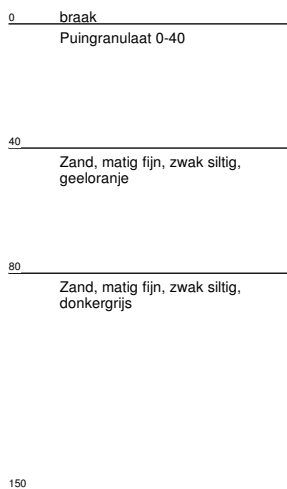 0 braak
Puingranulaat 0-40
40
Zand, matig fijn, zwak siltig,
geeloranje
80
Zand, matig fijn, zwak siltig,
donkergrijs
150